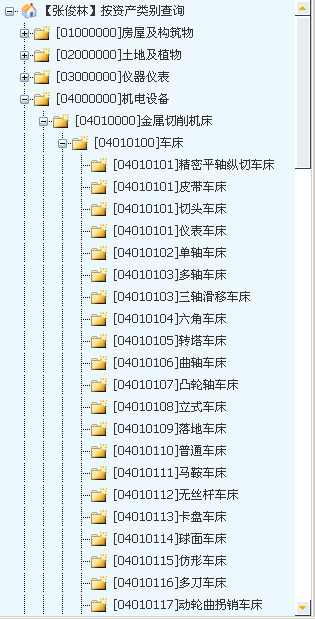 【张俊林】按资产类别查询
[01000000]房屋及构筑物
[02000000]土地及植物
[03000000]仪器仪表
[04000000]机电设备
[04010000]金属切削机床
[04010100]车床
[04010101]精密平轴纵切车床
[04010101]皮带车床
[04010101]切头车床
[04010101]仪表车床
[04010102]单轴车床
[04010103]多轴车床
[04010103]三轴滑移车床
[04010104]六角车床
[04010105]转塔车床
[04010106]曲轴车床
[04010107]凸轮轴车床
[04010108]立式车床
[04010109]落地车床
[04010110]普通车床
[04010111]马鞍车床
[04010112]无丝杆车床
[04010113]卡盘车床
[04010114]球面车床
[04010115]仿形车床
[04010116]多刀车床
[04010117]动轮曲拐销车床